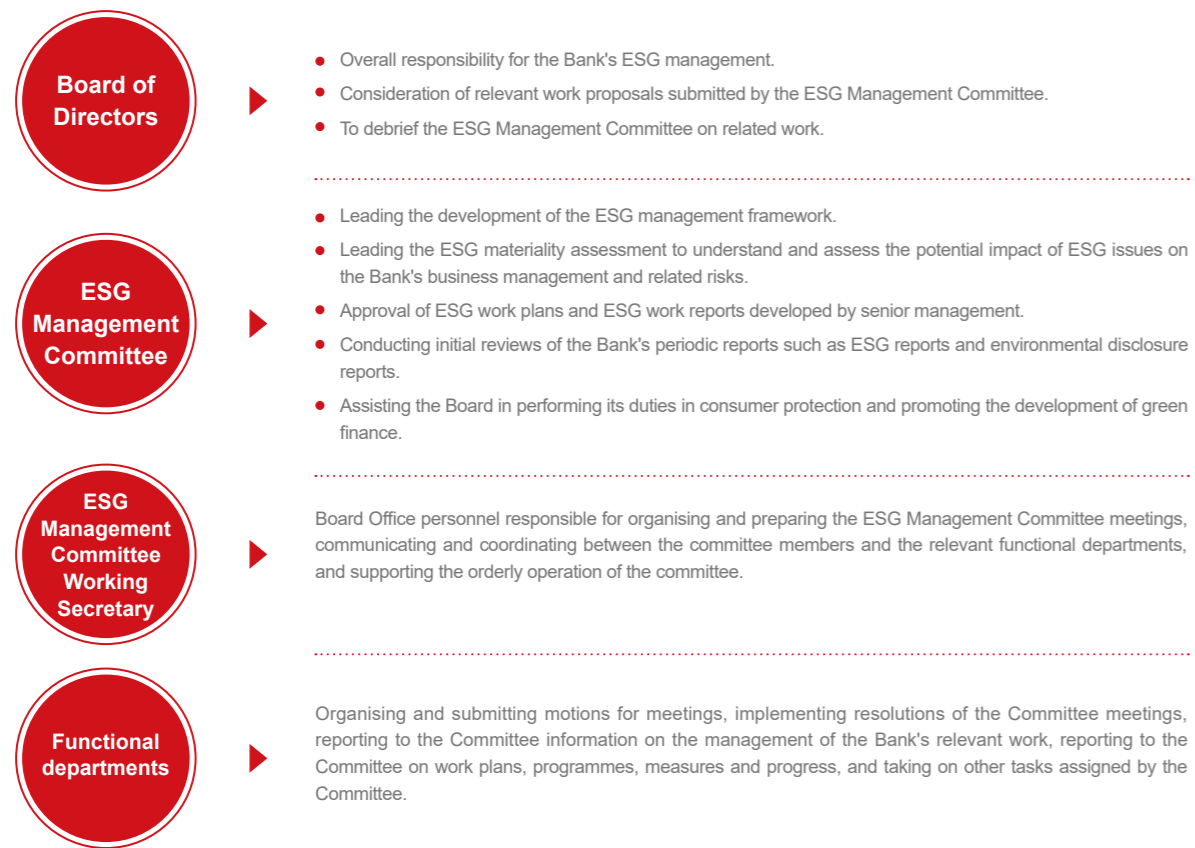 Board of
Directors
● Overall responsibility for the Bank's ESG management.
● Consideration of relevant work proposals submitted by the ESG Management Committee.
● To debrief the ESG Management Committee on related work.
ESG
Management
Committee
● Leading the development of the ESG management framework.
● Leading the ESG materiality assessment to understand and assess the potential impact of ESG issues on
the Bank's business management and related risks.
● Approval of ESG work plans and ESG work reports developed by senior management.
● Conducting initial reviews of the Bank's periodic reports such as ESG reports and environmental disclosure
reports.
● Assisting the Board in performing its duties in consumer protection and promoting the development of green
finance.
ESG
Management
Committee
Working
Secretary
Board Office personnel responsible for organising and preparing the ESG Management Committee meetings,
communicating and coordinating between the committee members and the relevant functional departments,
and supporting the orderly operation of the committee.
Functional
departments
Organising and submitting motions for meetings, implementing resolutions of the Committee meetings,
reporting to the Committee information on the management of the Bank's relevant work, reporting to the
Committee on work plans, programmes, measures and progress, and taking on other tasks assigned by the
Committee.